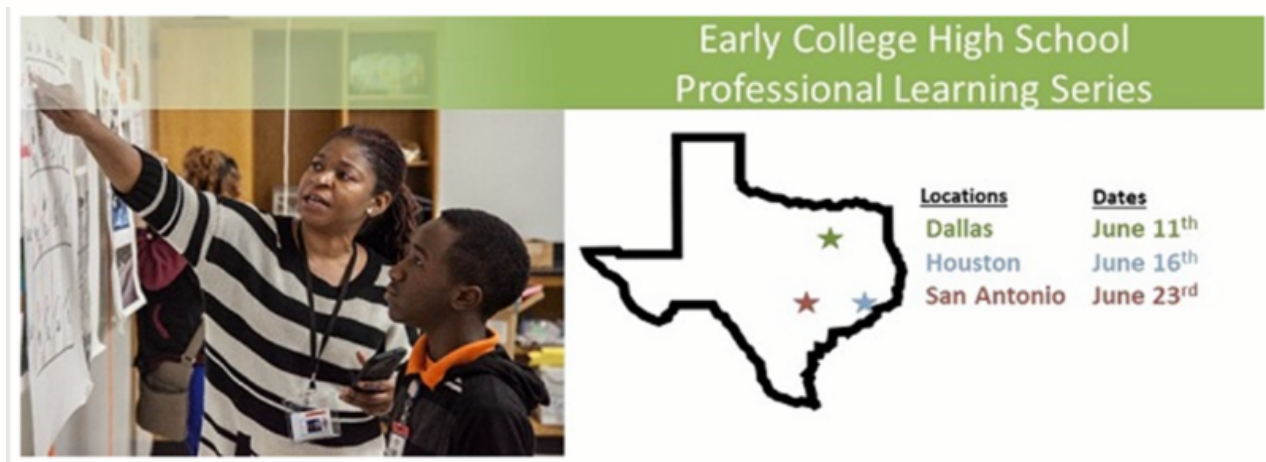 Early College High School
Professional Learning Series
Locations Dates
Dallas June 11th
Houston June 16th
San Antonio June 23rd